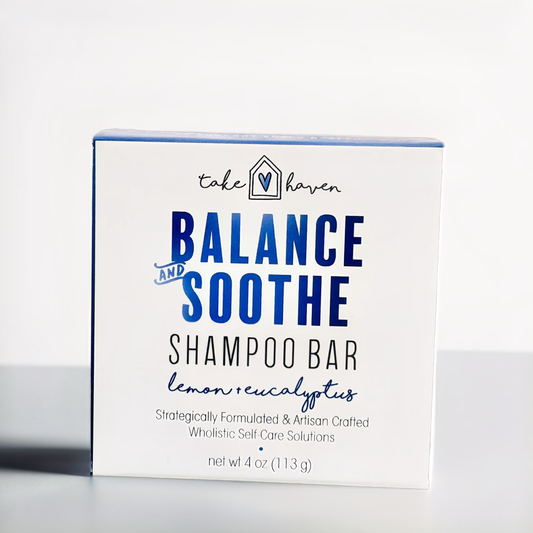 take haven
BALANCE
AND
SOOTHE
SHAMPOO BAR
lemon + eucalyptus
Strategically Formulated & Artisan Crafted
Wholistic Self-Care Solutions
net wt 4 oz (113 g)